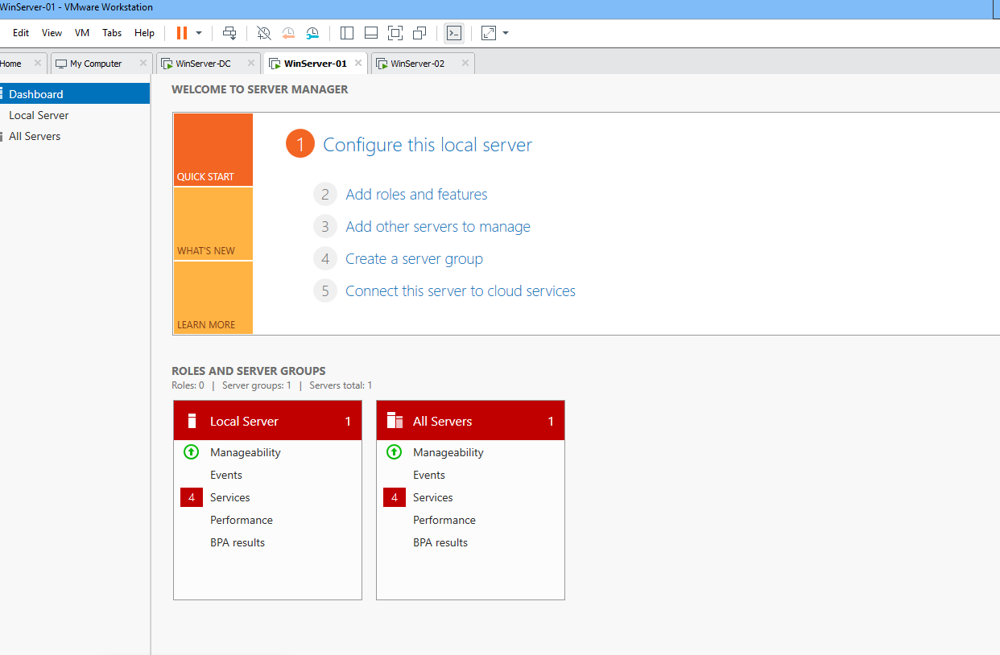 WinServer-01 - VMware Workstation
Edit View VM Tabs Help
Home My Computer WinServer-DC WinServer-01 WinServer-02
Dashboard
Local Server
All Servers
WELCOME TO SERVER MANAGER
QUICK START
WHAT'S NEW
LEARN MORE
1 Configure this local server
2 Add roles and features
3 Add other servers to manage
4 Create a server group
5 Connect this server to cloud services
ROLES AND SERVER GROUPS
Roles: 0 | Server groups: 1 | Servers total: 1
Local Server 1
Manageability
Events
4 Services
Performance
BPA results
All Servers 1
Manageability
Events
4 Services
Performance
BPA results